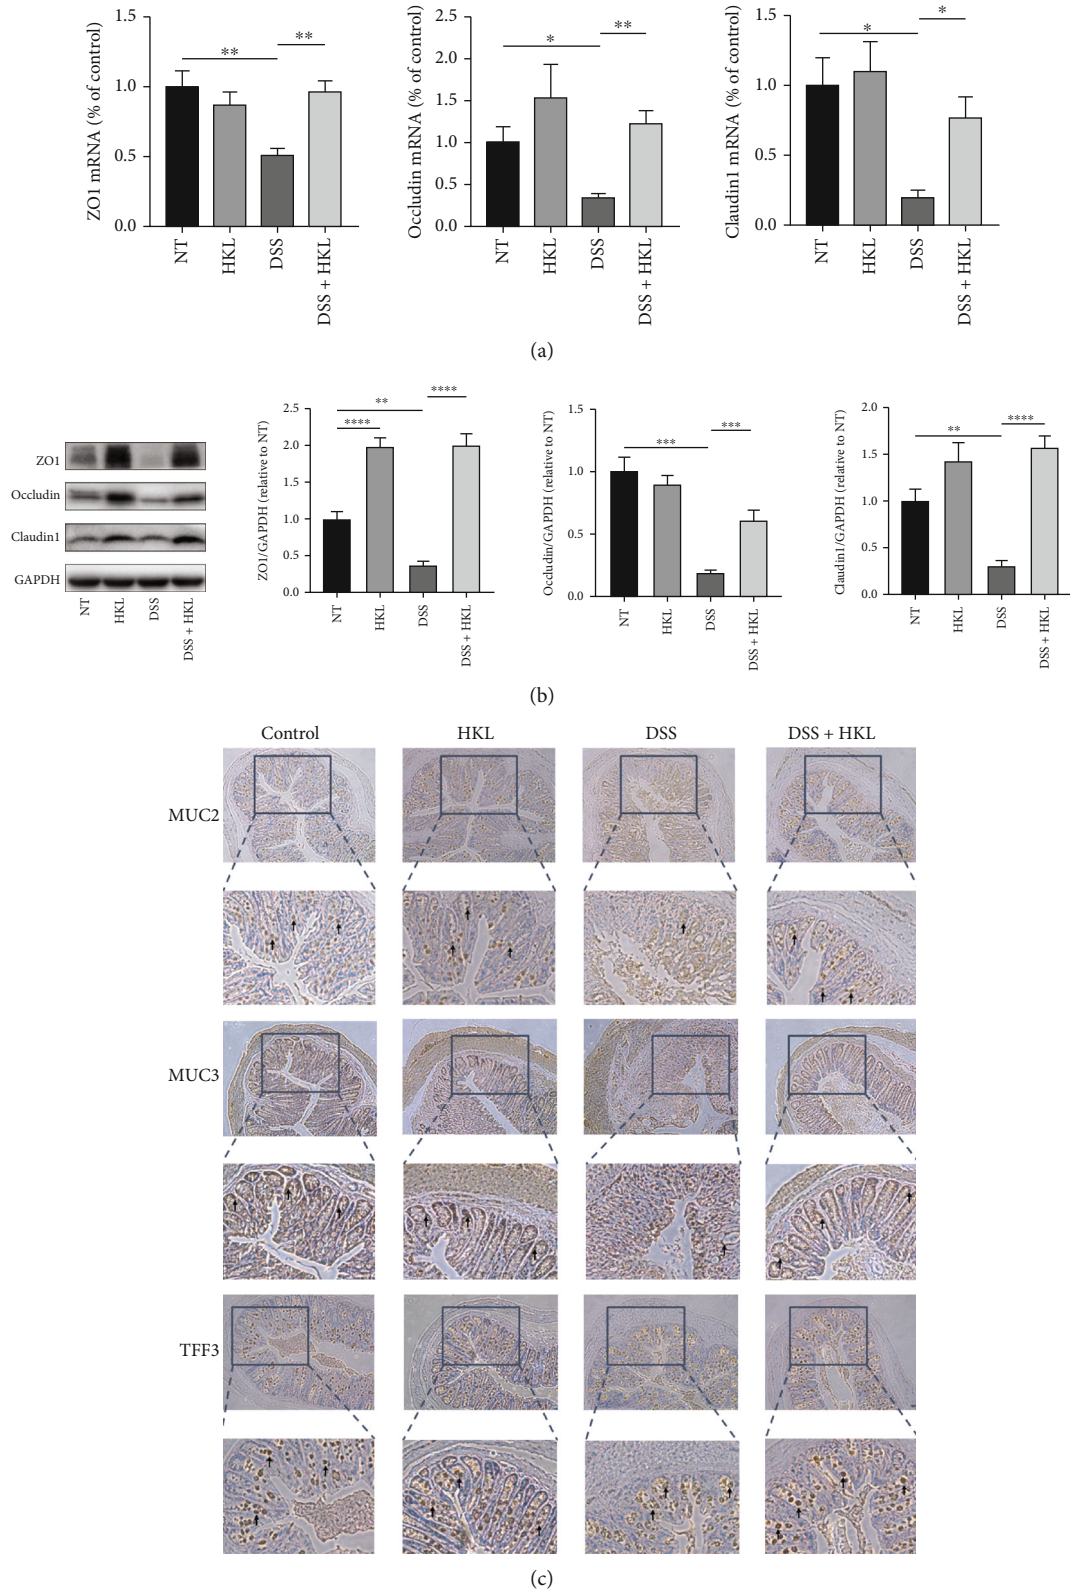 ZO1 mRNA (% of control)
1.5
1.0
0.5
0.0
** **
NT HKL DSS DSS + HKL
Occludin mRNA (% of control)
2.5
2.0
1.5
1.0
0.5
0.0
* **
NT HKL DSS DSS + HKL
Claudin1 mRNA (% of control)
1.5
1.0
0.5
0.0
* *
NT HKL DSS DSS + HKL
(a)
ZO1
Occludin
Claudin1
GAPDH
NT HKL DSS DSS + HKL
ZO1/GAPDH (relative to NT)
2.5
2.0
1.5
1.0
0.5
0.0
**** ** ****
NT HKL DSS DSS + HKL
Occludin/GAPDH (relative to NT)
1.5
1.0
0.5
0.0
*** ***
NT HKL DSS DSS + HKL
Claudin1/GAPDH (relative to NT)
2.0
1.5
1.0
0.5
0.0
** ****
NT HKL DSS DSS + HKL
(b)
Control HKL DSS DSS + HKL
MUC2
MUC3
TFF3
(c)